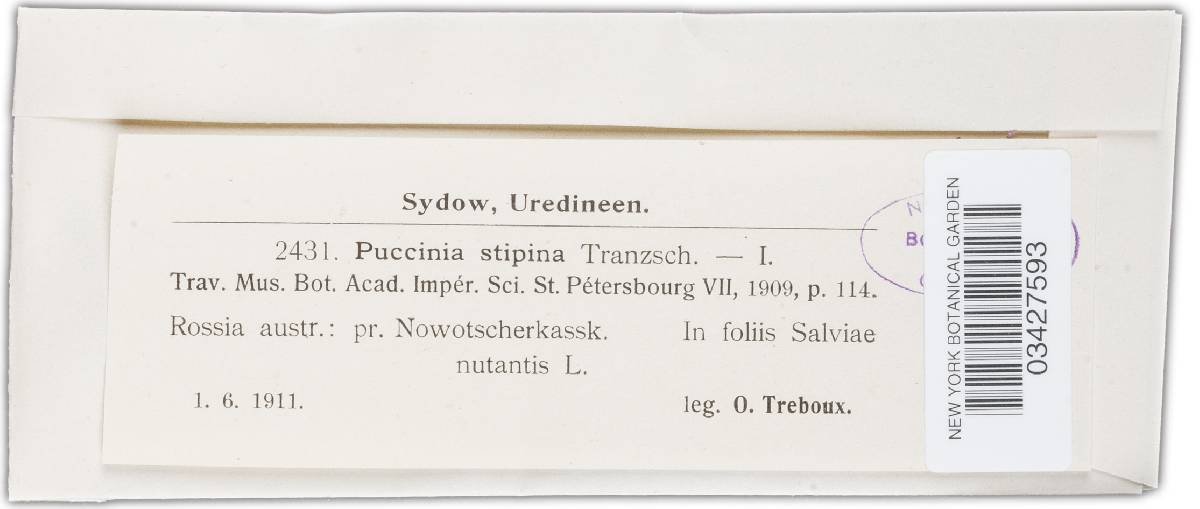 Sydow, Uredineen.
2431. Puccinia stipina Tranzsch. — I.
Trav. Mus. Bot. Acad. Impér. Sci. St. Pétersbourg VII, 1909, p. 114.
Rossia austr.: pr. Nowotscherkassk. In foliis Salviae
nutantis L.
1. 6. 1911. leg. O. Treboux.
NEW YORK BOTANICAL GARDEN
03427593